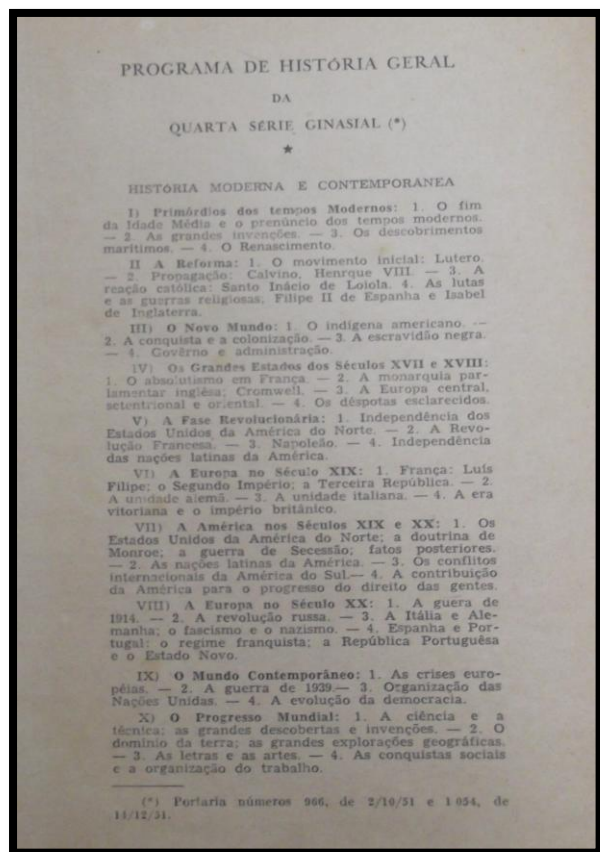 PROGRAMA DE HISTÓRIA GERAL
DA
QUARTA SÉRIE GINASIAL (*)
★
HISTÓRIA MODERNA E CONTEMPORANEA
I) Primórdios dos tempos Modernos: 1. O fim
da Idade Média e o prenúncio dos tempos modernos.
— 2. As grandes invenções. — 3. Os descobrimentos
marítimos. — 4. O Renascimento.
II A Reforma: 1. O movimento inicial: Lutero.
— 2. Propagação: Calvino, Henrque VIII. — 3. A
reação católica: Santo Inácio de Loiola. 4. As lutas
e as guerras religiosas; Filipe II de Espanha e Isabel
de Inglaterra.
III) O Novo Mundo: 1. O indígena americano. —
2. A conquista e a colonização. — 3. A escravidão negra.
— 4. Govêrno e administração.
IV) Os Grandes Estados dos Séculos XVII e XVIII:
1. O absolutismo em França. — 2. A monarquia par-
lamentar inglêsa; Cromwell. — 3. A Europa central,
setentrional e oriental. — 4. Os déspotas esclarecidos.
V) A Fase Revolucionária: 1. Independência dos
Estados Unidos da América do Norte. — 2. A Revo-
lução Francesa. — 3. Napoleão. — 4. Independência
das nações latinas da América.
VI) A Europa no Século XIX: 1. França: Luís
Filipe; o Segundo Império; a Terceira República. — 2.
A unidade alemã. — 3. A unidade italiana. — 4. A era
vitoriana e o império britânico.
VII) A América nos Séculos XIX e XX: 1. Os
Estados Unidos da América do Norte; a doutrina de
Monroe; a guerra de Secessão; fatos posteriores.
— 2. As nações latinas da América. — 3. Os conflitos
internacionais da América do Sul.— 4. A contribuição
da América para o progresso do direito das gentes.
VIII) A Europa no Século XX: 1. A guera de
1914. — 2. A revolução russa. — 3. A Itália e Ale-
manha; o fascismo e o nazismo. — 4. Espanha e Por-
tugal: o regime franquista; a República Portuguêsa
e o Estado Novo.
IX) O Mundo Contemporâneo: 1. As crises euro-
péias. — 2. A guerra de 1939.— 3. Organização das
Nações Unidas. — 4. A evolução da democracia.
X) O Progresso Mundial: 1. A ciência e a
técnica; as grandes descobertas e invenções. — 2. O
domínio da terra; as grandes explorações geográficas.
— 3. As letras e as artes. — 4. As conquistas sociais
e a organização do trabalho.
(*) Portaria números 966, de 2/10/51 e 1 054, de
11/12/51.